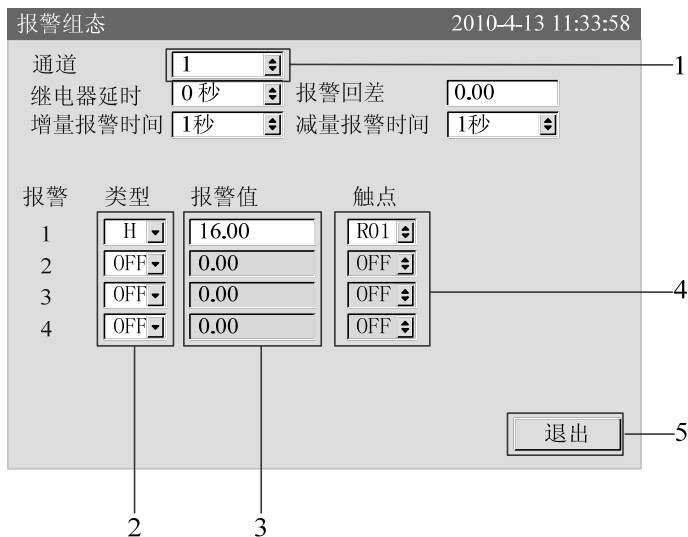 报警组态 2010-4-13 11:33:58
通道 1 1
继电器延时 0 秒 报警回差 0.00
增量报警时间 1秒 减量报警时间 1秒
报警 类型 报警值 触点
1 H 16.00 R01
2 OFF 0.00 OFF
3 OFF 0.00 OFF 4
4 OFF 0.00 OFF
退出 5
2 3